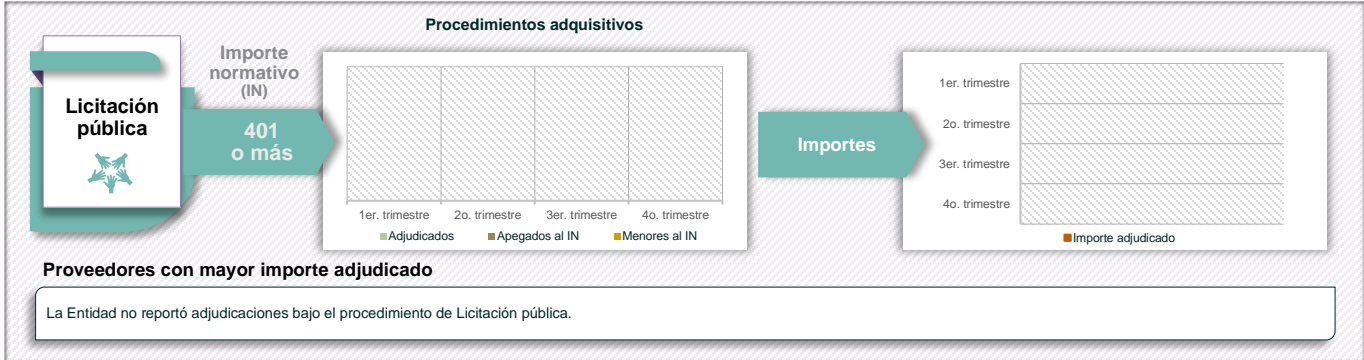 Procedimientos adquisitivos
Licitación
pública
Importe
normativo
(IN)
401
o más
1er. trimestre
2o. trimestre
3er. trimestre
4o. trimestre
Adjudicados
Apegados al IN
Menores al IN
Importes
1er. trimestre
2o. trimestre
3er. trimestre
4o. trimestre
Importe adjudicado
Proveedores con mayor importe adjudicado
La Entidad no reportó adjudicaciones bajo el procedimiento de Licitación pública.